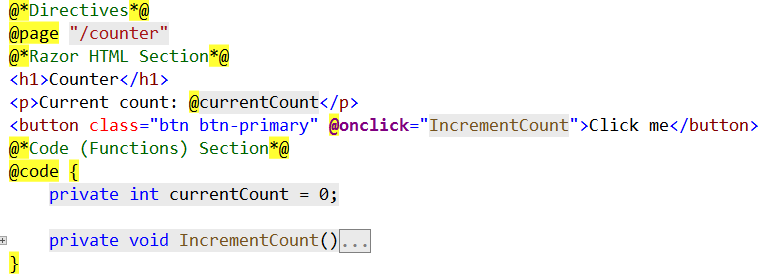 @*Directives*@
@page "/counter"
@*Razor HTML Section*@
<h1>Counter</h1>
<p>Current count: @currentCount</p>
<button class="btn btn-primary" @onclick="IncrementCount">Click me</button>
@*Code (Functions) Section*@
@code {
    private int currentCount = 0;
    private void IncrementCount()...
}